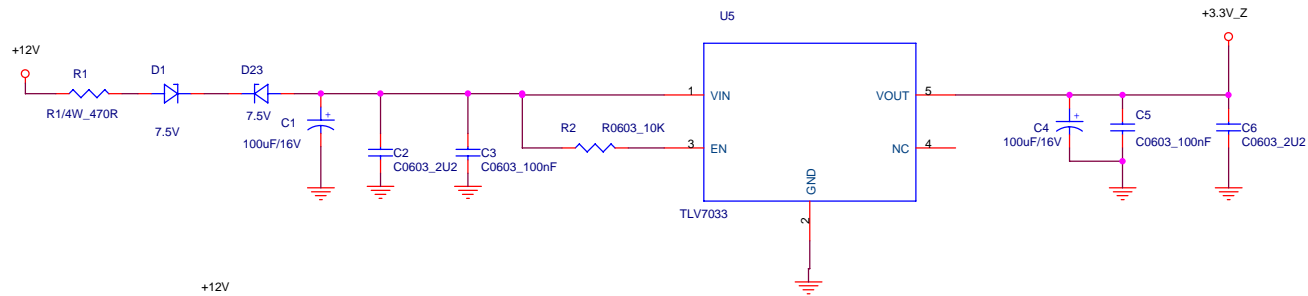 U5
+3.3V_Z
+12V
R1
D1
D23
R1/4W_470R
7.5V
7.5V
C1
100uF/16V
C2
C0603_2U2
C3
C0603_100nF
R2
R0603_10K
1
VIN
3
EN
GND
2
VOUT
5
NC
4
TLV7033
C4
100uF/16V
C5
C0603_100nF
C6
C0603_2U2
+12V